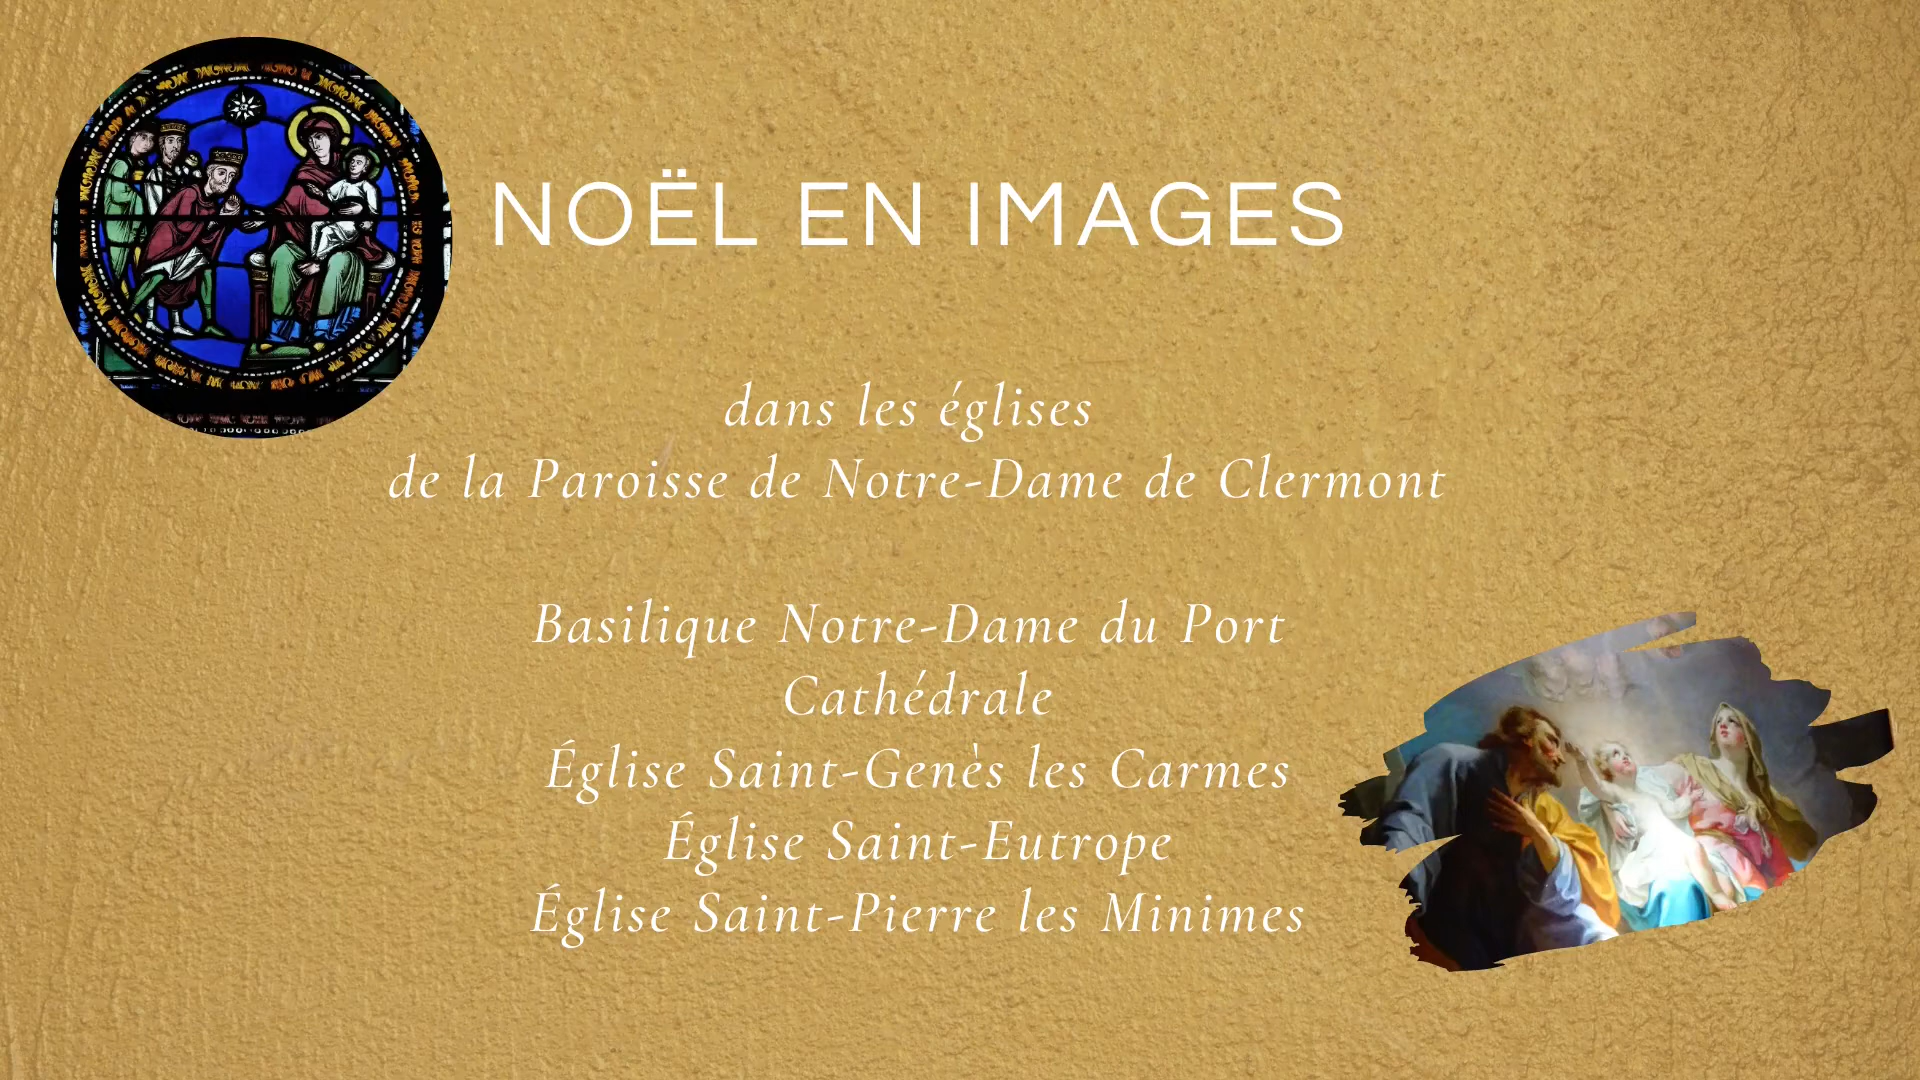 NOËL EN IMAGES
dans les églises
de la Paroisse de Notre-Dame de Clermont
Basilique Notre-Dame du Port
Cathédrale
Église Saint-Genès les Carmes
Église Saint-Eutrope
Église Saint-Pierre les Minimes